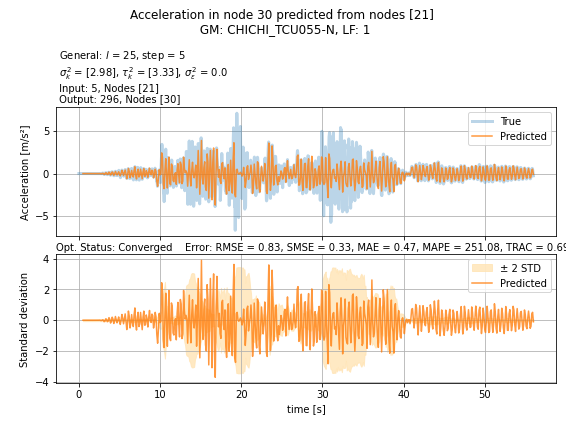 Acceleration in node 30 predicted from nodes [21]
GM: CHICHI_TCU055-N, LF: 1
General: l = 25, step = 5
σ²ₖ = [2.98], τ²ₖ = [3.33], σ²ε = 0.0
Input: 5, Nodes [21]
Output: 296, Nodes [30]
True
Predicted
Acceleration [m/s²]
5
0
−5
Opt. Status: Converged Error: RMSE = 0.83, SMSE = 0.33, MAE = 0.47, MAPE = 251.08, TRAC = 0.69
± 2 STD
Predicted
Standard deviation
4
2
0
−2
−4
0 10 20 30 40 50
time [s]